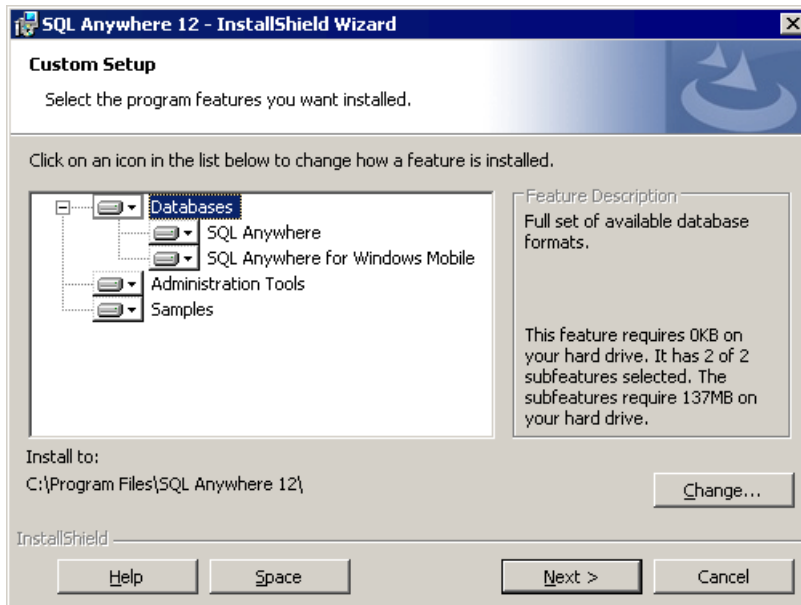 SQL Anywhere 12 - InstallShield Wizard
Custom Setup
Select the program features you want installed.
Click on an icon in the list below to change how a feature is installed.
Databases
SQL Anywhere
SQL Anywhere for Windows Mobile
Administration Tools
Samples
Feature Description
Full set of available database
formats.
This feature requires 0KB on
your hard drive. It has 2 of 2
subfeatures selected. The
subfeatures require 137MB on
your hard drive.
Install to:
C:\Program Files\SQL Anywhere 12\
Change...
InstallShield
Help
Space
Next >
Cancel